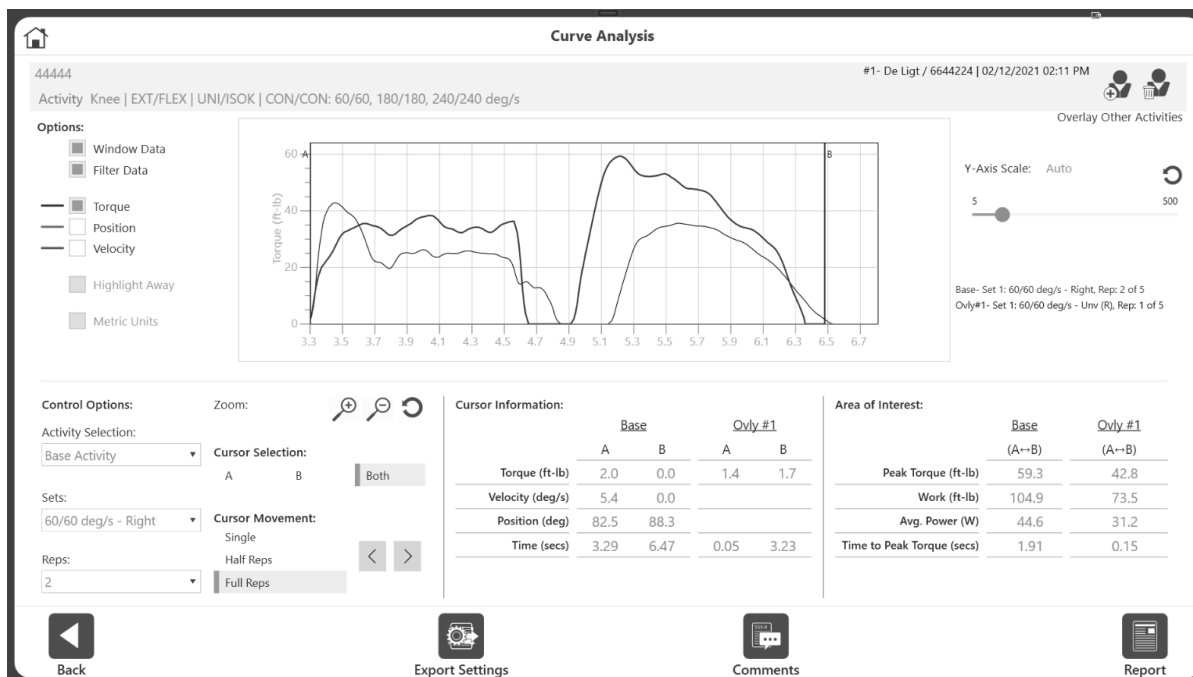 Curve Analysis
44444
#1- De Ligt / 6644224 | 02/12/2021 02:11 PM
Activity Knee | EXT/FLEX | UNI/ISOK | CON/CON: 60/60, 180/180, 240/240 deg/s
Overlay Other Activities
Options:
Window Data
Filter Data
Torque
Position
Velocity
Highlight Away
Metric Units
Torque (ft-lb)
60
40
20
0
A
B
3.3 3.5 3.7 3.9 4.1 4.3 4.5 4.7 4.9 5.1 5.3 5.5 5.7 5.9 6.1 6.3 6.5 6.7
Y-Axis Scale: Auto
5 500
Base- Set 1: 60/60 deg/s - Right, Rep: 2 of 5
Ovly#1- Set 1: 60/60 deg/s - Unv (R), Rep: 1 of 5
Control Options:
Activity Selection:
Base Activity
Sets:
60/60 deg/s - Right
Reps:
2
Zoom:
Cursor Selection:
A B Both
Cursor Movement:
Single
Half Reps
Full Reps
Cursor Information:
Base Ovly #1
A B A B
Torque (ft-lb) 2.0 0.0 1.4 1.7
Velocity (deg/s) 5.4 0.0
Position (deg) 82.5 88.3
Time (secs) 3.29 6.47 0.05 3.23
Area of Interest:
Base Ovly #1
(A↔B) (A↔B)
Peak Torque (ft-lb) 59.3 42.8
Work (ft-lb) 104.9 73.5
Avg. Power (W) 44.6 31.2
Time to Peak Torque (secs) 1.91 0.15
Back
Export Settings
Comments
Report